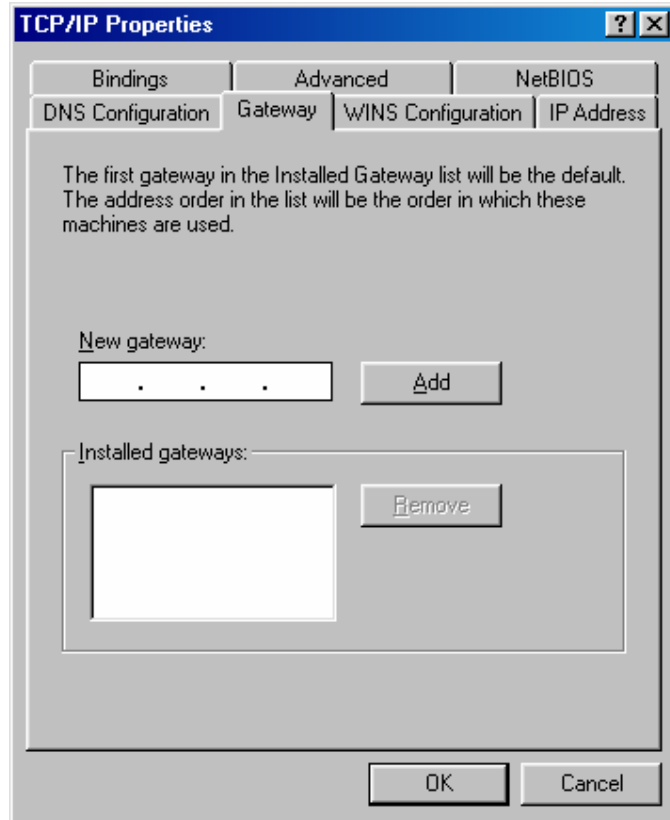 TCP/IP Properties
Bindings
Advanced
NetBIOS
DNS Configuration
Gateway
WINS Configuration
IP Address
The first gateway in the Installed Gateway list will be the default.
The address order in the list will be the order in which these
machines are used.
New gateway:
. . .
Add
Installed gateways:
Remove
OK
Cancel